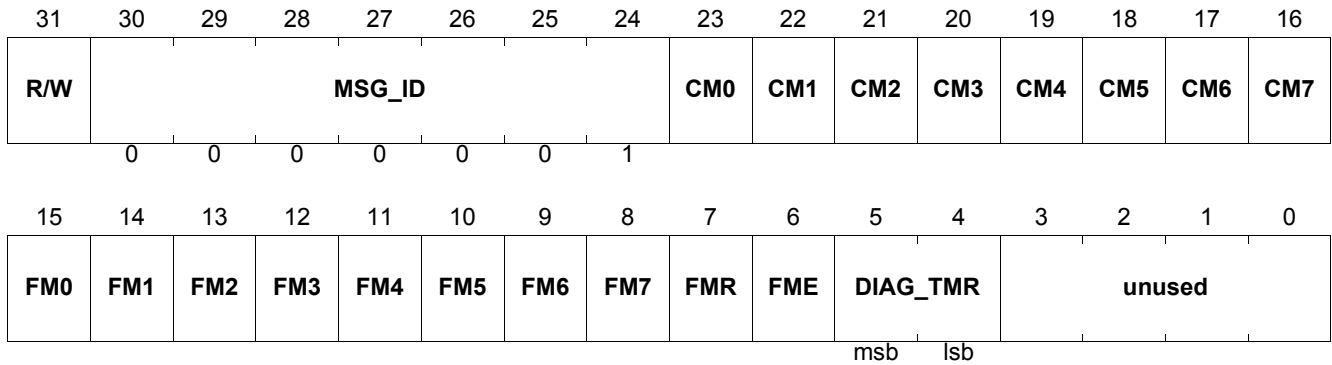 31 30 29 28 27 26 25 24 23 22 21 20 19 18 17 16
R/W MSG_ID CM0 CM1 CM2 CM3 CM4 CM5 CM6 CM7
0 0 0 0 0 0 1
15 14 13 12 11 10 9 8 7 6 5 4 3 2 1 0
FM0 FM1 FM2 FM3 FM4 FM5 FM6 FM7 FMR FME DIAG_TMR unused
msb lsb